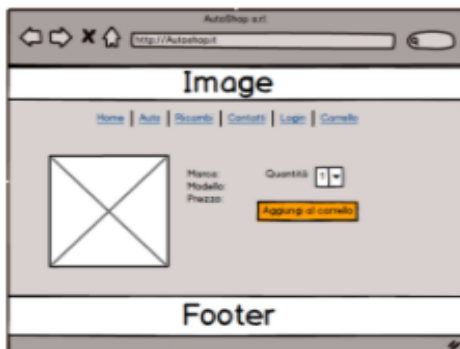 AutoShop s.r.l.
http://Autoshop.it
Image
Home | Auto | Ricambi | Contatti | Login | Carrello
Marca: Quantità 1
Modello:
Prezzo:
Aggiungi al carrello
Footer